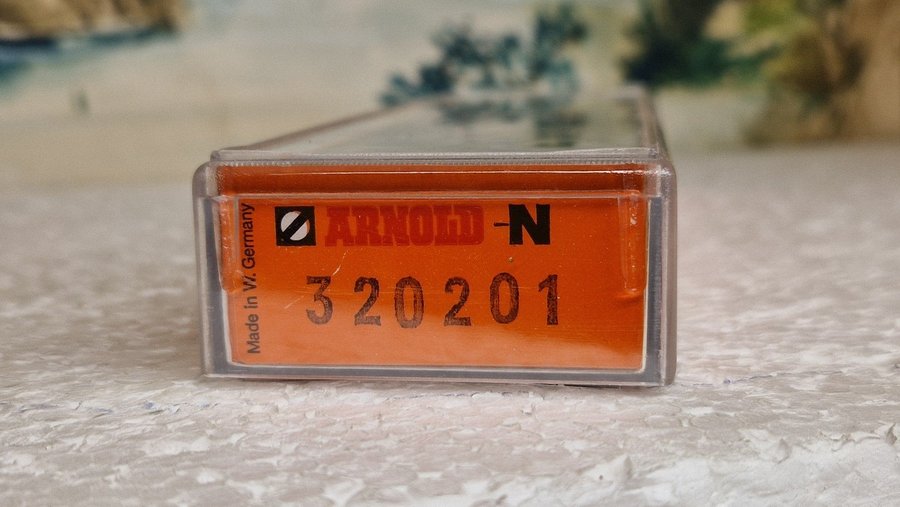 ARNOLD -N
320201
Made in W. Germany